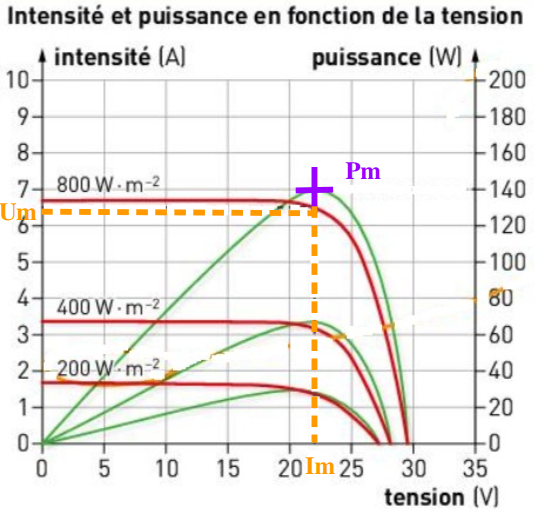 Intensité et puissance en fonction de la tension
intensité (A)
puissance (W)
10
200
9
180
8
160
Pm
800 W·m⁻²
7
140
Um
6
120
5
100
4
80
400 W·m⁻²
3
60
200 W·m⁻²
2
40
1
20
0
0
0 5 10 15 20 Im 25 30 35
tension (V)